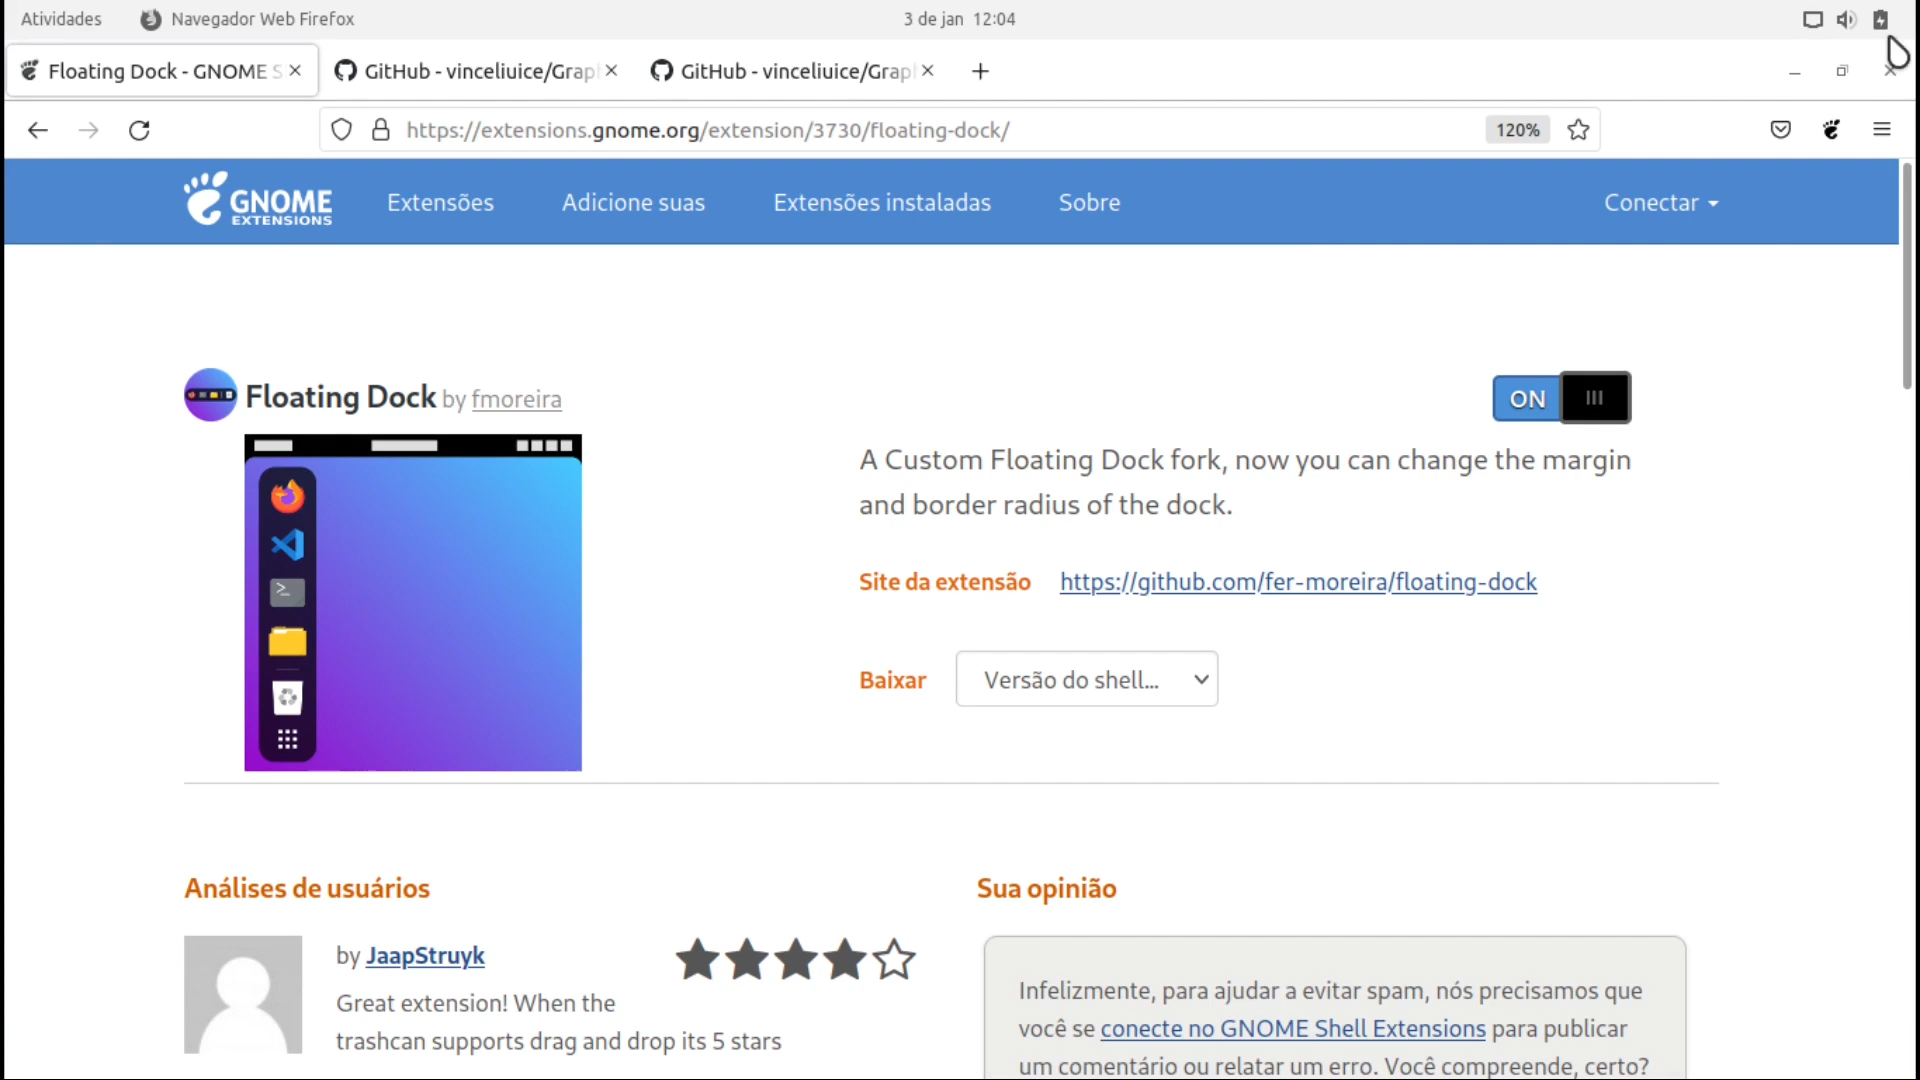 Atividades
Navegador Web Firefox
3 de jan 12:04
Floating Dock - GNOME S
GitHub - vinceliuice/Grap
GitHub - vinceliuice/Grap
https://extensions.gnome.org/extension/3730/floating-dock/
120%
GNOME
EXTENSIONS
Extensões
Adicione suas
Extensões instaladas
Sobre
Conectar
Floating Dock by fmoreira
ON
A Custom Floating Dock fork, now you can change the margin
and border radius of the dock.
Site da extensão https://github.com/fer-moreira/floating-dock
Baixar Versão do shell...
Análises de usuários
by JaapStruyk
Great extension! When the
trashcan supports drag and drop its 5 stars
Sua opinião
Infelizmente, para ajudar a evitar spam, nós precisamos que
você se conecte no GNOME Shell Extensions para publicar
um comentário ou relatar um erro. Você compreende, certo?